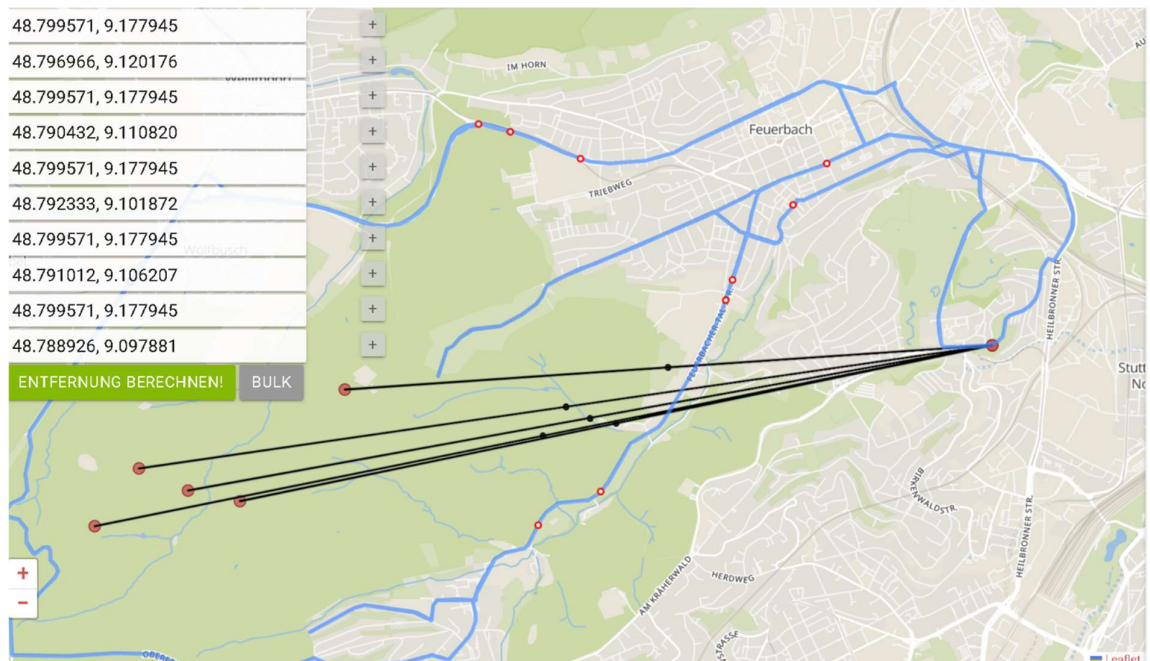 48.799571, 9.177945
+
48.796966, 9.120176
+
48.799571, 9.177945
+
48.790432, 9.110820
+
48.799571, 9.177945
+
48.792333, 9.101872
+
48.799571, 9.177945
+
48.791012, 9.106207
+
48.799571, 9.177945
+
48.788926, 9.097881
+
ENTFERNUNG BERECHNEN! BULK
IM HORN
Feuerbach
TRIEBWEG
Wolfbusch
FEUERBACHER-TAL-STR.
HEILBRONNER STR.
BIRKENWALDSTR.
HEILBRONNER STR.
HERDWEG
AM KRÄHERWALD
+
−
Leaflet